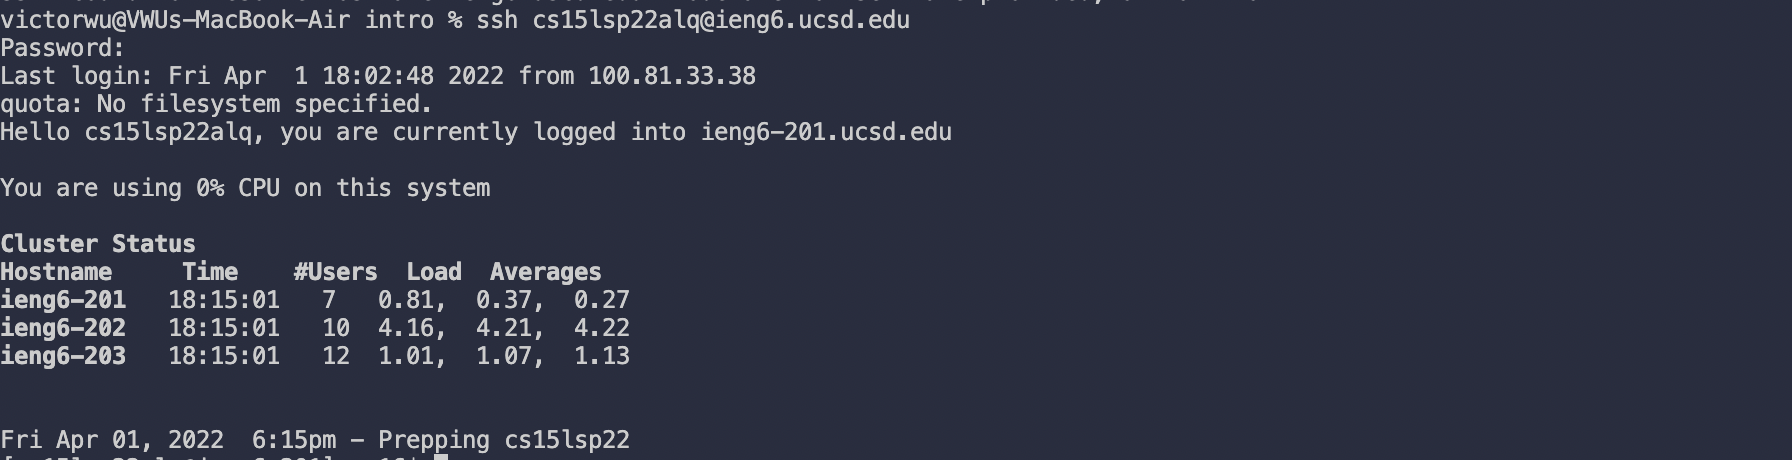 victorwu@VWUs-MacBook-Air intro % ssh cs15lsp22alq@ieng6.ucsd.edu
Password:
Last login: Fri Apr  1 18:02:48 2022 from 100.81.33.38
quota: No filesystem specified.
Hello cs15lsp22alq, you are currently logged into ieng6-201.ucsd.edu
You are using 0% CPU on this system
Cluster Status
Hostname     Time    #Users  Load  Averages
ieng6-201   18:15:01   7   0.81,  0.37,  0.27
ieng6-202   18:15:01   10  4.16,  4.21,  4.22
ieng6-203   18:15:01   12  1.01,  1.07,  1.13
Fri Apr 01, 2022  6:15pm - Prepping cs15lsp22